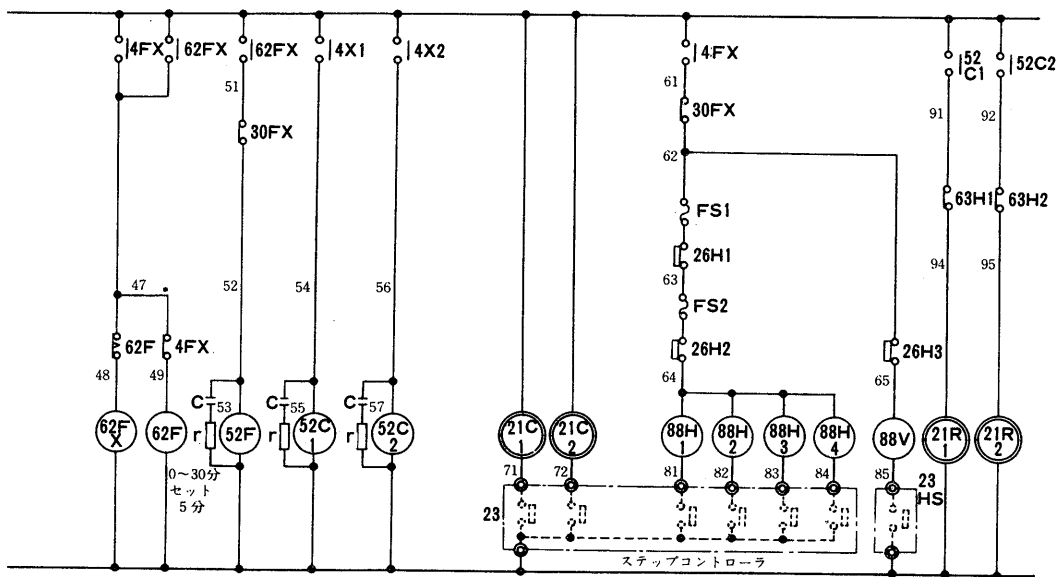 4FX
62FX
62FX
4X1
4X2
4FX
52
C1
52C2
51
61
91
92
30FX
30FX
62
FS1
63H1
63H2
26H1
47
52
54
56
63
94
95
FS2
62F
4FX
26H2
26H3
48
49
64
65
C
53
C
55
C
57
62F
X
62F
r
52F
r
52C
1
r
52C
2
21C
1
21C
2
88H
1
88H
2
88H
3
88H
4
88V
21R
1
21R
2
0～30分
セット
5分
71
72
81
82
83
84
85
23
HS
23
ステップコントローラ